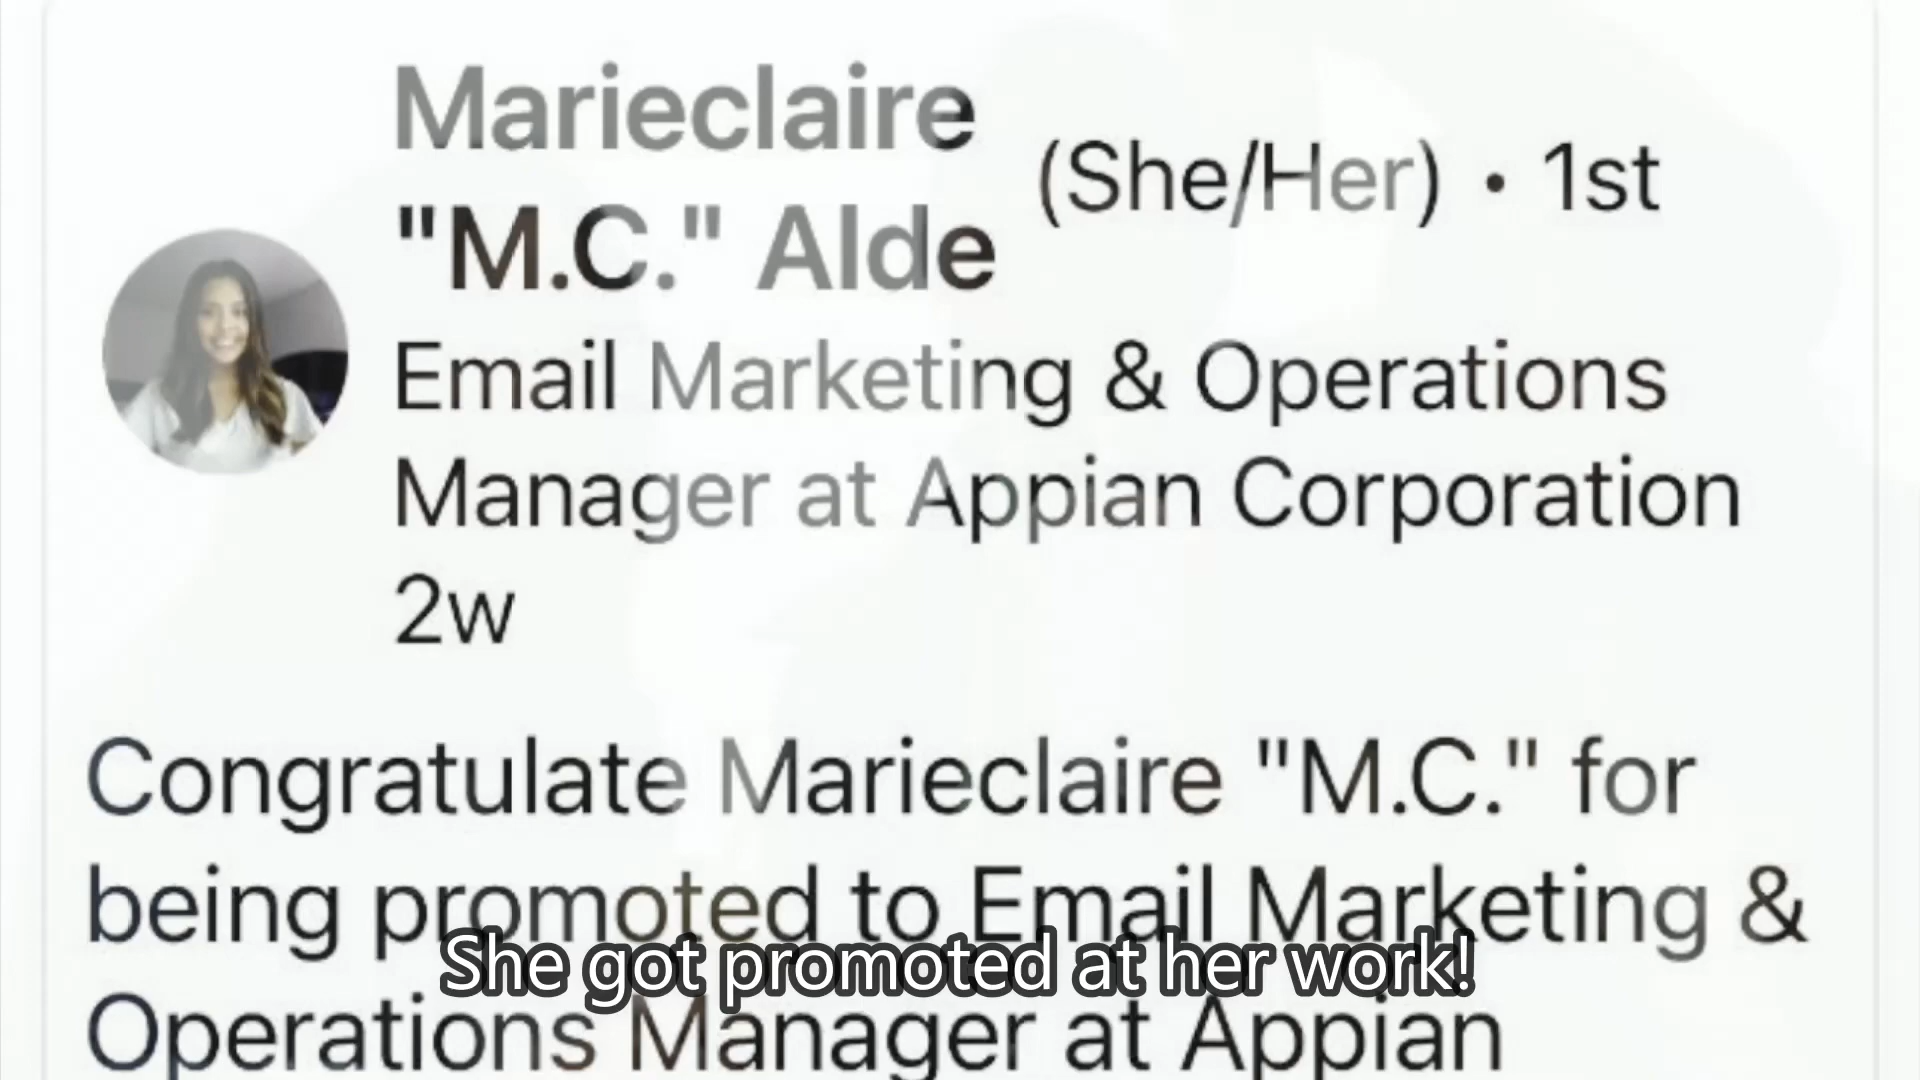 Marieclaire
"M.C." Alde
(She/Her) • 1st
Email Marketing & Operations
Manager at Appian Corporation
2w
Congratulate Marieclaire "M.C." for
being promoted to Email Marketing &
Operations Manager at Appian
She got promoted at her work!